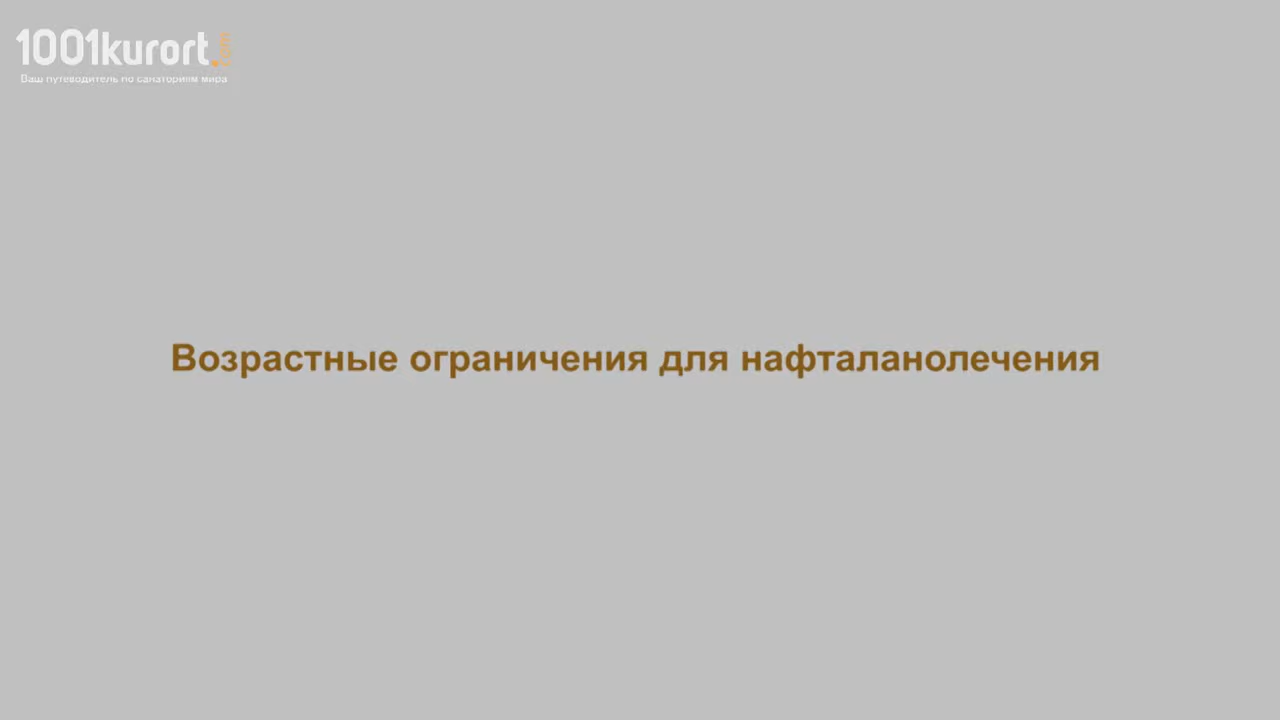 1001kurort.com
Ваш путеводитель по санаториям мира
Возрастные ограничения для нафталанолечения